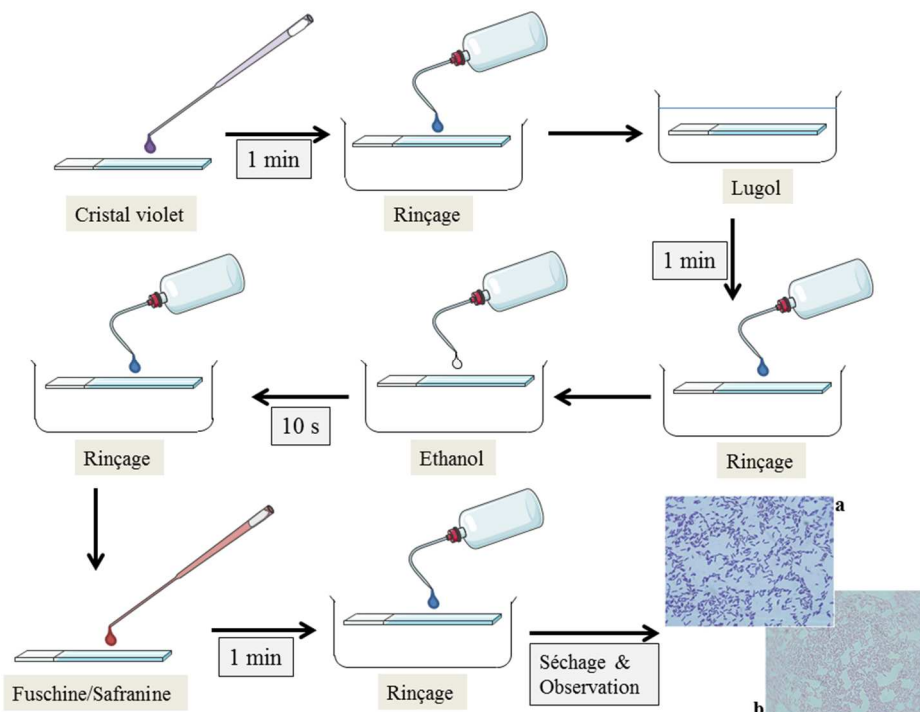 Cristal violet
1 min
Rinçage
Lugol
1 min
Rinçage
Ethanol
10 s
Rinçage
Fuschine/Safranine
1 min
Rinçage
Séchage &
Observation
a
b